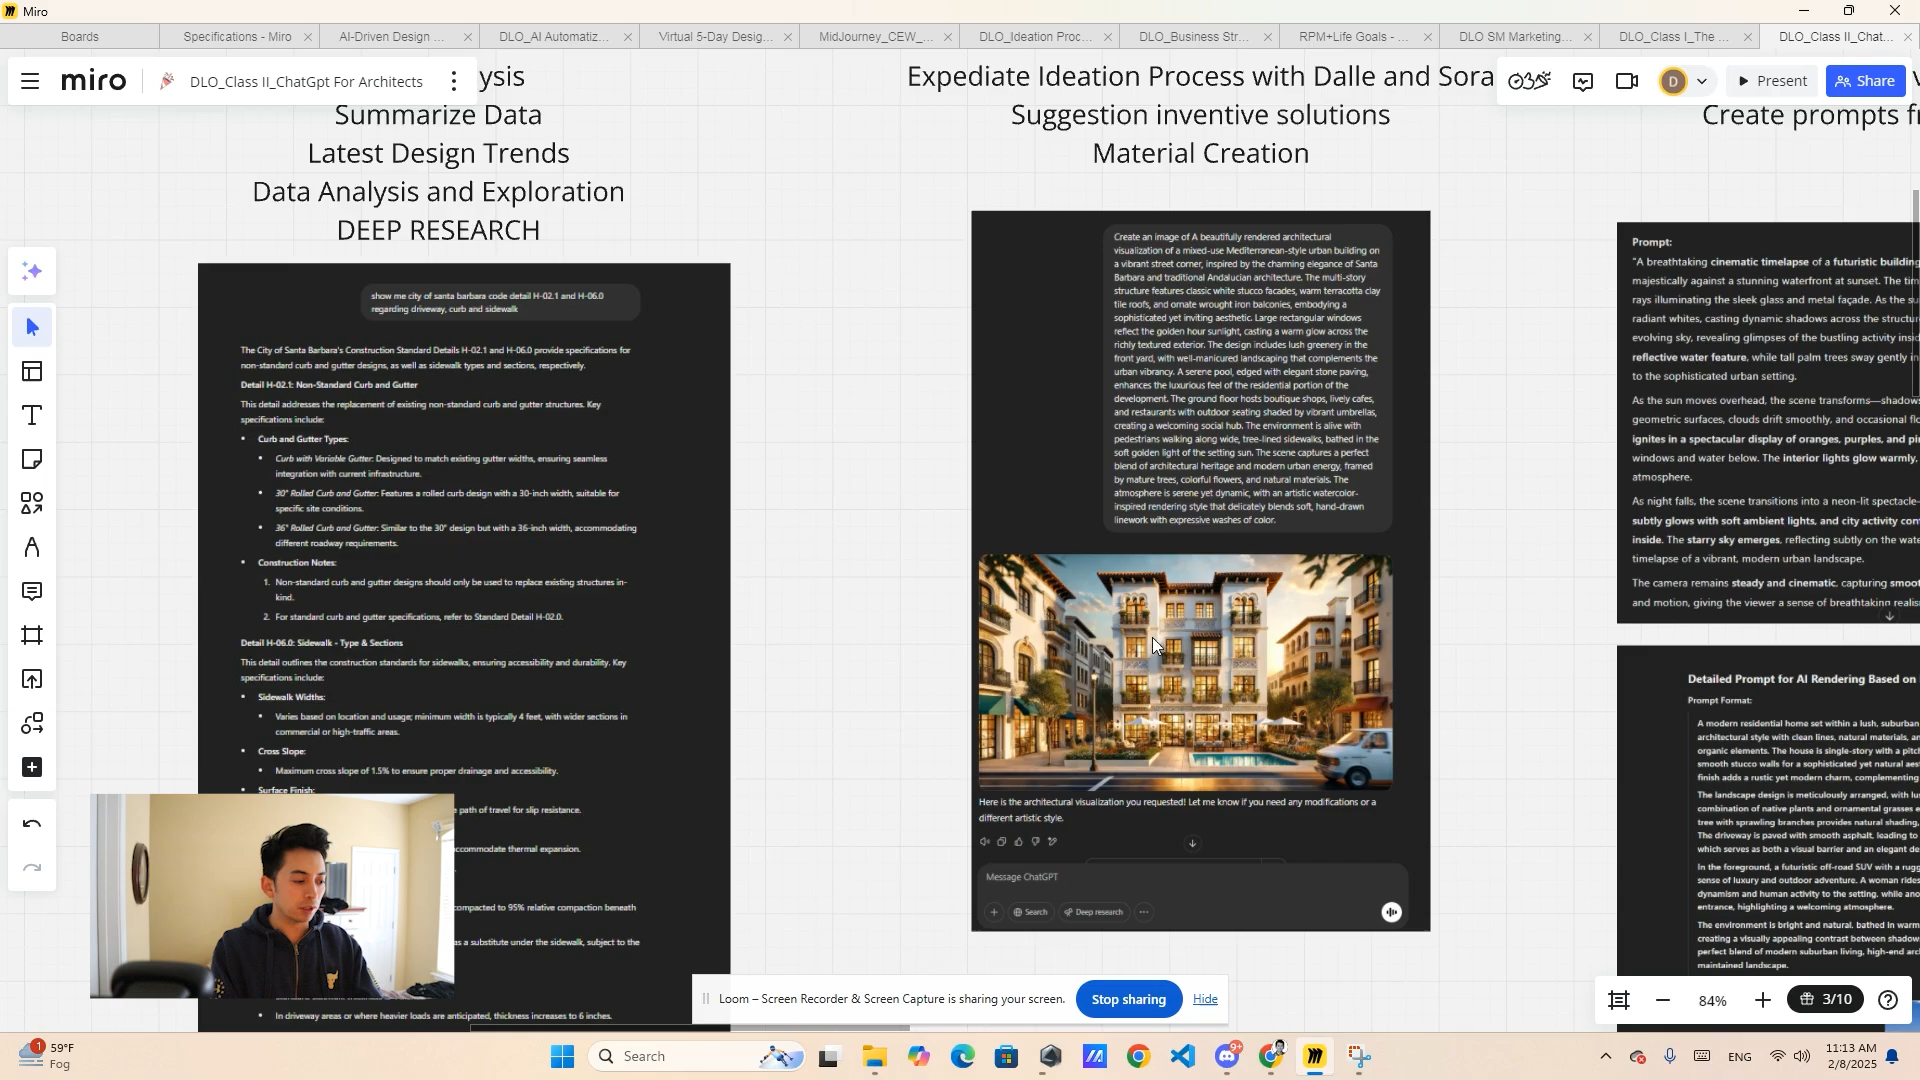 Miro
Boards
Specifications - Miro
AI-Driven Design ...
DLO_AI Automatiz...
Virtual 5-Day Desig...
MidJourney_CEW_...
DLO_Ideation Proc...
DLO_Business Str...
RPM+Life Goals - ...
DLO SM Marketing...
DLO_Class I_The ...
DLO_Class II_Chat...
miro
DLO_Class II_ChatGpt For Architects
Present
Share
D
ysis
Summarize Data
Latest Design Trends
Data Analysis and Exploration
DEEP RESEARCH
show me city of santa barbara code detail H-02.1 and H-06.0
regarding driveway, curb and sidewalk
The City of Santa Barbara's Construction Standard Details H-02.1 and H-06.0 provide specifications for
non-standard curb and gutter designs, as well as sidewalk types and sections, respectively.
Detail H-02.1: Non-Standard Curb and Gutter
This detail addresses the replacement of existing non-standard curb and gutter structures. Key
specifications include:
• Curb and Gutter Types:
• Curb with Variable Gutter: Designed to match existing gutter widths, ensuring seamless
integration with current infrastructure.
• 30" Rolled Curb and Gutter: Features a rolled curb design with a 30-inch width, suitable for
specific site conditions.
• 36" Rolled Curb and Gutter: Similar to the 30" design but with a 36-inch width, accommodating
different roadway requirements.
• Construction Notes:
1. Non-standard curb and gutter designs should only be used to replace existing structures in-
kind.
2. For standard curb and gutter specifications, refer to Standard Detail H-02.0.
Detail H-06.0: Sidewalk - Type & Sections
This detail outlines the construction standards for sidewalks, ensuring accessibility and durability. Key
specifications include:
• Sidewalk Widths:
• Varies based on location and usage; minimum width is typically 4 feet, with wider sections in
commercial or high-traffic areas.
• Cross Slope:
• Maximum cross slope of 1.5% to ensure proper drainage and accessibility.
• Surface Finish:
path of travel for slip resistance.
accommodate thermal expansion.
compacted to 95% relative compaction beneath
as a substitute under the sidewalk, subject to the
• In driveway areas or where heavier loads are anticipated, thickness increases to 6 inches.
Expediate Ideation Process with Dalle and Sora
Suggestion inventive solutions
Material Creation
Create an image of A beautifully rendered architectural
visualization of a mixed-use Mediterranean-style urban building on
a vibrant street corner, inspired by the charming elegance of Santa
Barbara and traditional Andalucian architecture. The multi-story
structure features classic white stucco facades, warm terracotta clay
tile roofs, and ornate wrought iron balconies, embodying a
sophisticated yet inviting aesthetic. Large rectangular windows
reflect the golden hour sunlight, casting a warm glow across the
richly textured exterior. The design includes lush greenery in the
front yard, with well-manicured landscaping that complements the
urban vibrancy. A serene pool, edged with elegant stone paving,
enhances the luxurious feel of the residential portion of the
development. The ground floor hosts boutique shops, lively cafes,
and restaurants with outdoor seating shaded by vibrant umbrellas,
creating a welcoming social hub. The environment is alive with
pedestrians walking along wide, tree-lined sidewalks, bathed in the
soft golden light of the setting sun. The scene captures a perfect
blend of architectural heritage and modern urban energy, framed
by mature trees, colorful flowers, and natural materials. The
atmosphere is serene yet dynamic, with an artistic watercolor-
inspired rendering style that delicately blends soft, hand-drawn
linework with expressive washes of color.
Here is the architectural visualization you requested! Let me know if you need any modifications or a
different artistic style.
Message ChatGPT
Search
Deep research
Create prompts f
Prompt:
"A breathtaking cinematic timelapse of a futuristic building
majestically against a stunning waterfront at sunset. The tim
rays illuminating the sleek glass and metal façade. As the su
radiant whites, casting dynamic shadows across the structur
evolving sky, revealing glimpses of the bustling activity insid
reflective water feature, while tall palm trees sway gently in
to the sophisticated urban setting.
As the sun moves overhead, the scene transforms—shadow
geometric surfaces, clouds drift smoothly, and occasional flo
ignites in a spectacular display of oranges, purples, and pin
windows and water below. The interior lights glow warmly,
atmosphere.
As night falls, the scene transitions into a neon-lit spectacle
subtly glows with soft ambient lights, and city activity con
inside. The starry sky emerges, reflecting subtly on the wate
timelapse of a vibrant, modern urban landscape.
The camera remains steady and cinematic, capturing smoot
and motion, giving the viewer a sense of breathtaking realis
Detailed Prompt for AI Rendering Based on
Prompt Format:
A modern residential home set within a lush, suburban
architectural style with clean lines, natural materials, an
organic elements. The house is single-story with a pitch
smooth stucco walls for a sophisticated yet natural aes
finish adds a rustic yet modern charm, complementing
The landscape design is meticulously arranged, with lus
combination of native plants and ornamental grasses e
tree with sprawling branches provides natural shading,
The driveway is paved with smooth asphalt, leading to
which serves as both a visual barrier and an elegant de
In the foreground, a futuristic off-road SUV with a rugg
sense of luxury and outdoor adventure. A woman rides
dynamism and human activity to the setting, while ano
entrance, highlighting a welcoming atmosphere.
The environment is bright and natural, bathed in warm
creating a visually appealing contrast between shadow
perfect blend of modern suburban living, high-end arc
maintained landscape.
Loom – Screen Recorder & Screen Capture is sharing your screen.
Stop sharing
Hide
84%
3/10
1
59°F
Fog
Search
9+
ENG
11:13 AM
2/8/2025